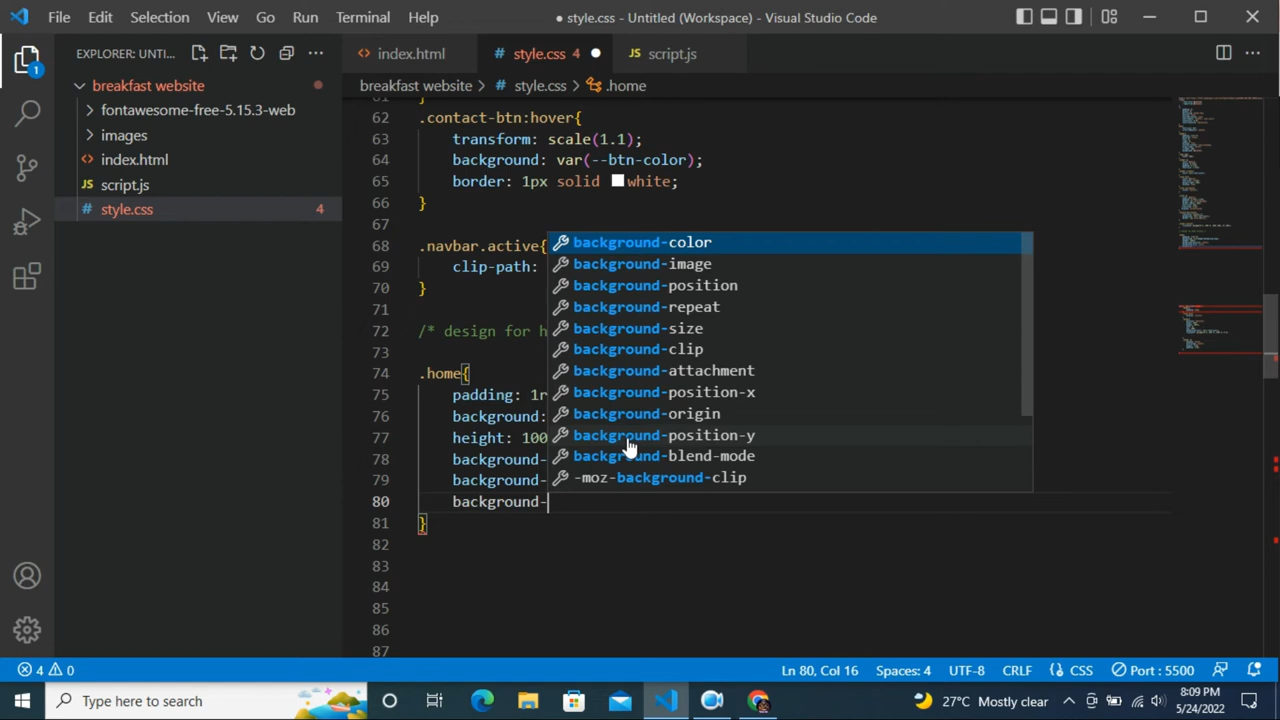 File Edit Selection View Go Run Terminal Help
● style.css - Untitled (Workspace) - Visual Studio Code
EXPLORER: UNTI...
index.html
# style.css 4 ●
JS script.js
breakfast website > # style.css > .home
breakfast website
fontawesome-free-5.15.3-web
images
index.html
JS script.js
# style.css 4
1
61 }
62 .contact-btn:hover{
63 transform: scale(1.1);
64 background: var(--btn-color);
65 border: 1px solid white;
66 }
67
68 .navbar.active{
69 clip-path:
70 }
71
72 /* design for h
73
74 .home{
75 padding: 1r
76 background:
77 height: 100
78 background-
79 background-
80 background-
81 }
82
83
84
85
86
87
background-color
background-image
background-position
background-repeat
background-size
background-clip
background-attachment
background-position-x
background-origin
background-position-y
background-blend-mode
-moz-background-clip
4 0
Ln 80, Col 16 Spaces: 4 UTF-8 CRLF {} CSS Port : 5500
Type here to search
27°C Mostly clear
8:09 PM
5/24/2022